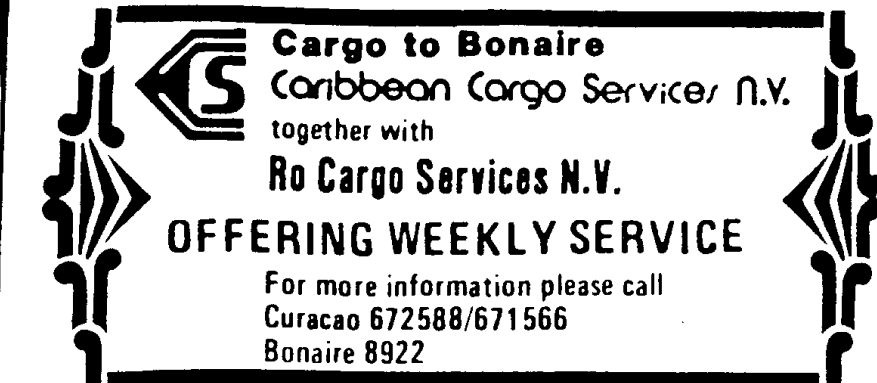 S
Cargo to Bonaire
Caribbean Cargo Services N.V.
together with
Ro Cargo Services N.V.
OFFERING WEEKLY SERVICE
For more information please call
Curacao 672588/671566
Bonaire 8922